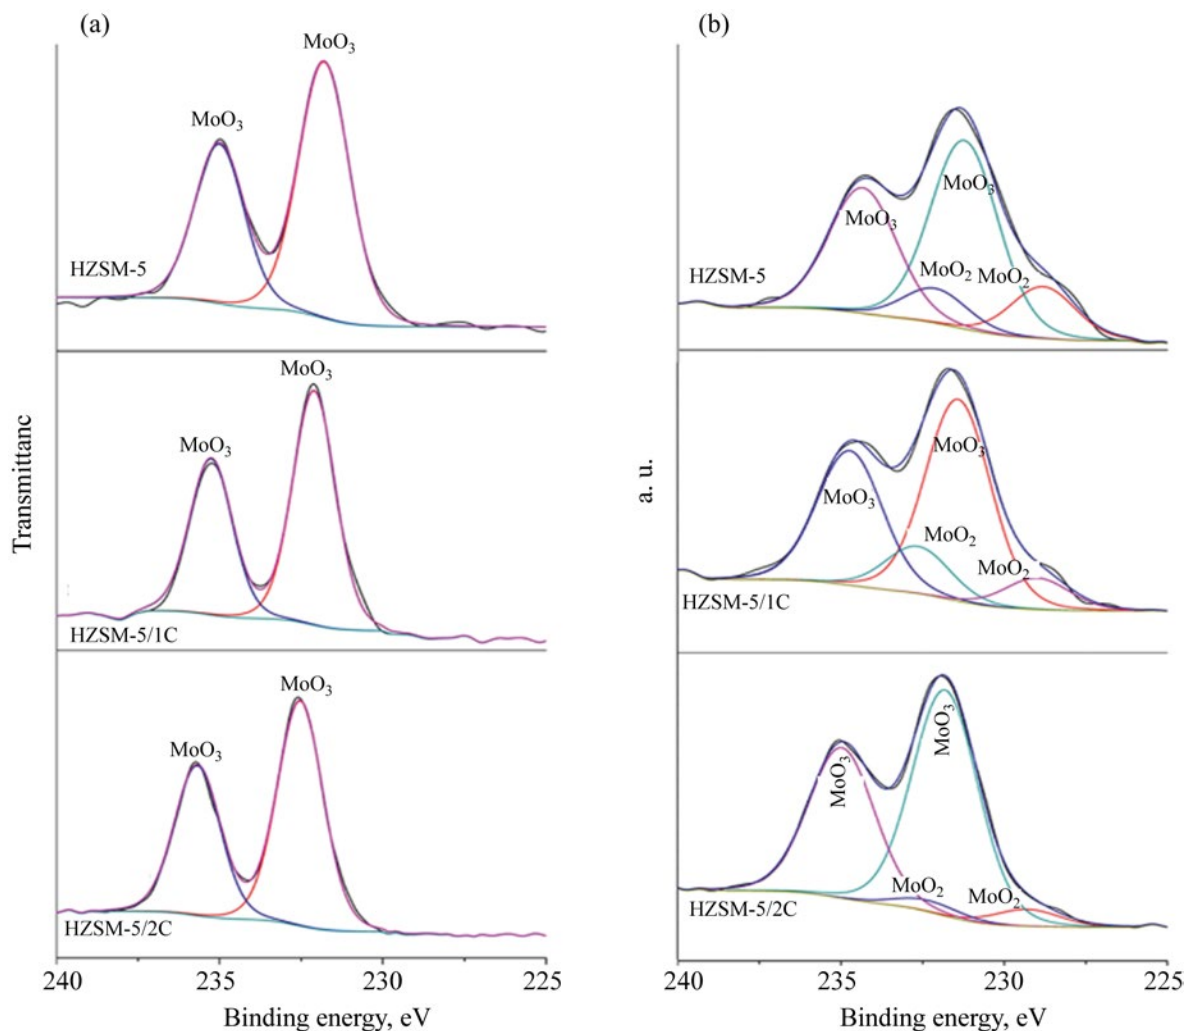 (a)
MoO3
MoO3
HZSM-5
MoO3
MoO3
HZSM-5/1C
MoO3
MoO3
HZSM-5/2C
Transmittanc
240 235 230 225
Binding energy, eV
(b)
MoO3
MoO3
MoO2
MoO2
HZSM-5
MoO3
MoO3
MoO2
MoO2
HZSM-5/1C
MoO3
MoO3
MoO2
MoO2
HZSM-5/2C
a. u.
240 235 230 225
Binding energy, eV